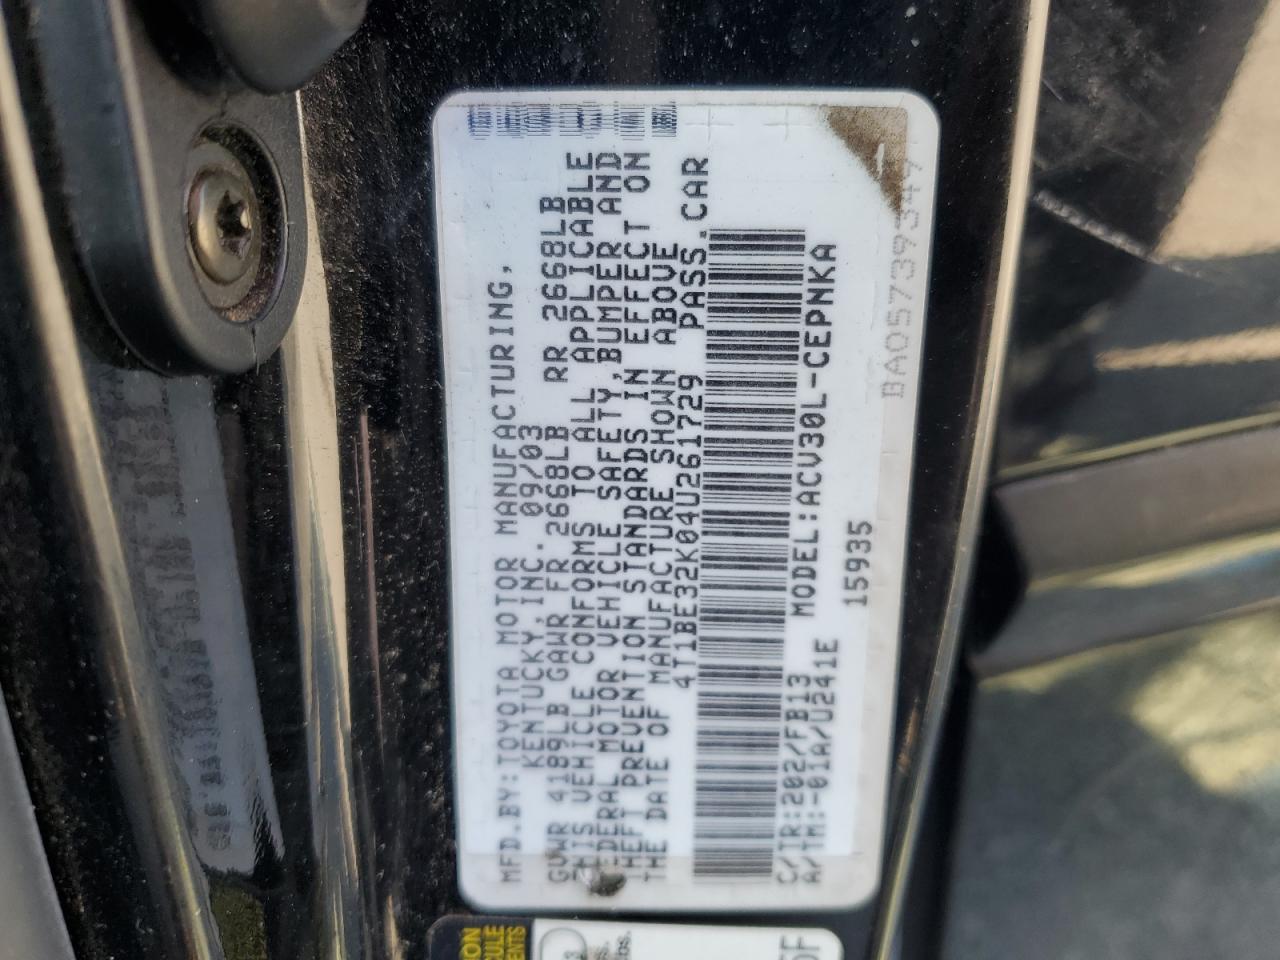 MFD.BY:TOYOTA MOTOR MANUFACTURING,
KENTUCKY,INC. 09/03
GVWR 4189LB GAWR FR 2668LB RR 2668LB
THIS VEHICLE CONFORMS TO ALL APPLICABLE
FEDERAL MOTOR VEHICLE SAFETY,BUMPER AND
THEFT PREVENTION STANDARDS IN EFFECT ON
THE DATE OF MANUFACTURE SHOWN ABOVE
4T1BE32K04U261729 PASS.CAR
C/TR:202/FB13 MODEL:ACV30L-CEPNKA
A/TM:-01A/U241E 15935
BA0573934